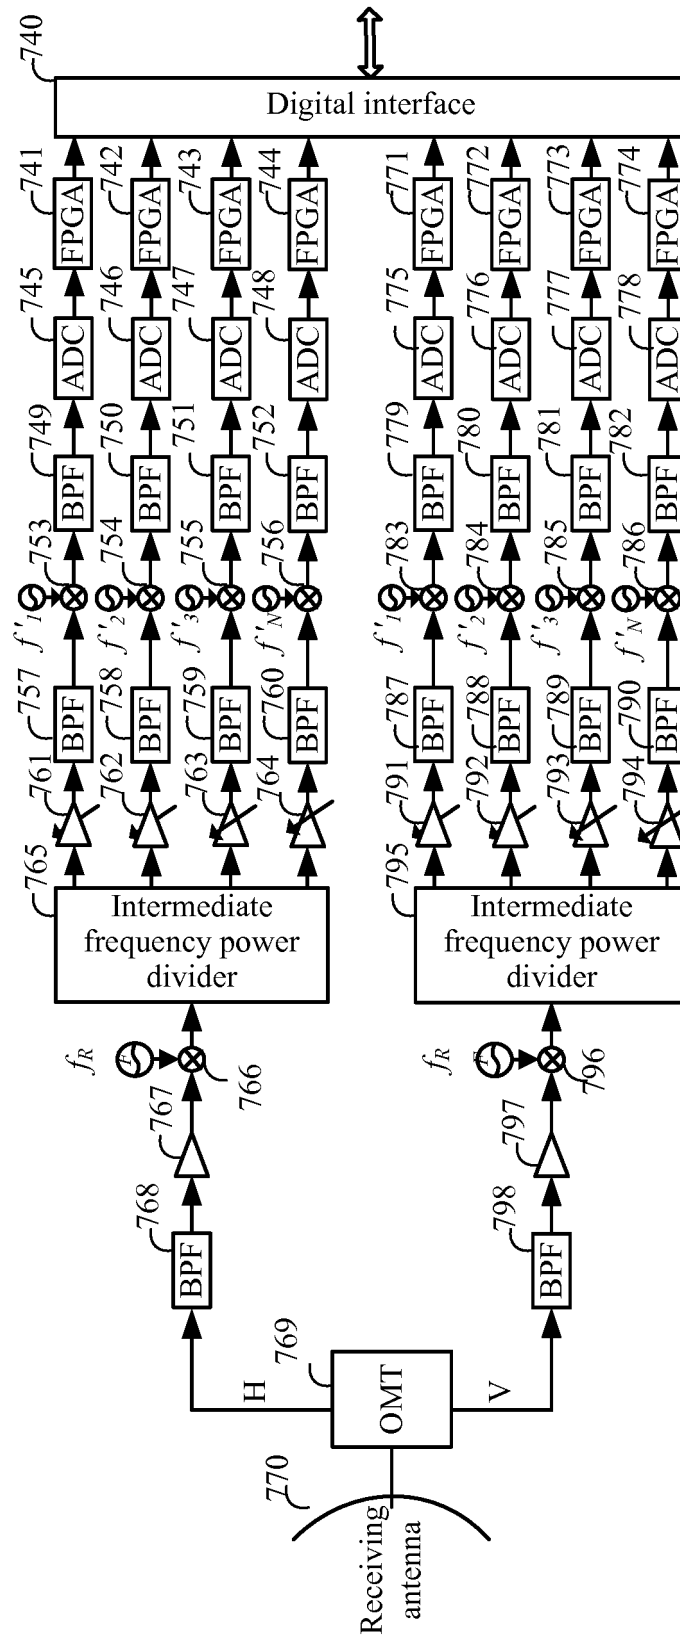 740
Digital interface
741
742
743
744
771
772
773
774
FPGA
FPGA
FPGA
FPGA
FPGA
FPGA
FPGA
FPGA
745
746
747
748
775
776
777
778
ADC
ADC
ADC
ADC
ADC
ADC
ADC
ADC
749
750
751
752
779
780
781
782
BPF
BPF
BPF
BPF
BPF
BPF
BPF
BPF
753
754
755
756
783
784
785
786
f'1
f'2
f'3
f'N
f'1
f'2
f'3
f'N
757
758
759
760
787
788
789
790
BPF
BPF
BPF
BPF
BPF
BPF
BPF
BPF
761
762
763
764
791
792
793
794
765
Intermediate
frequency power
divider
795
Intermediate
frequency power
divider
fR
F
766
fR
F
796
767
797
768
BPF
798
BPF
H
769
OMT
V
770
Receiving
antenna